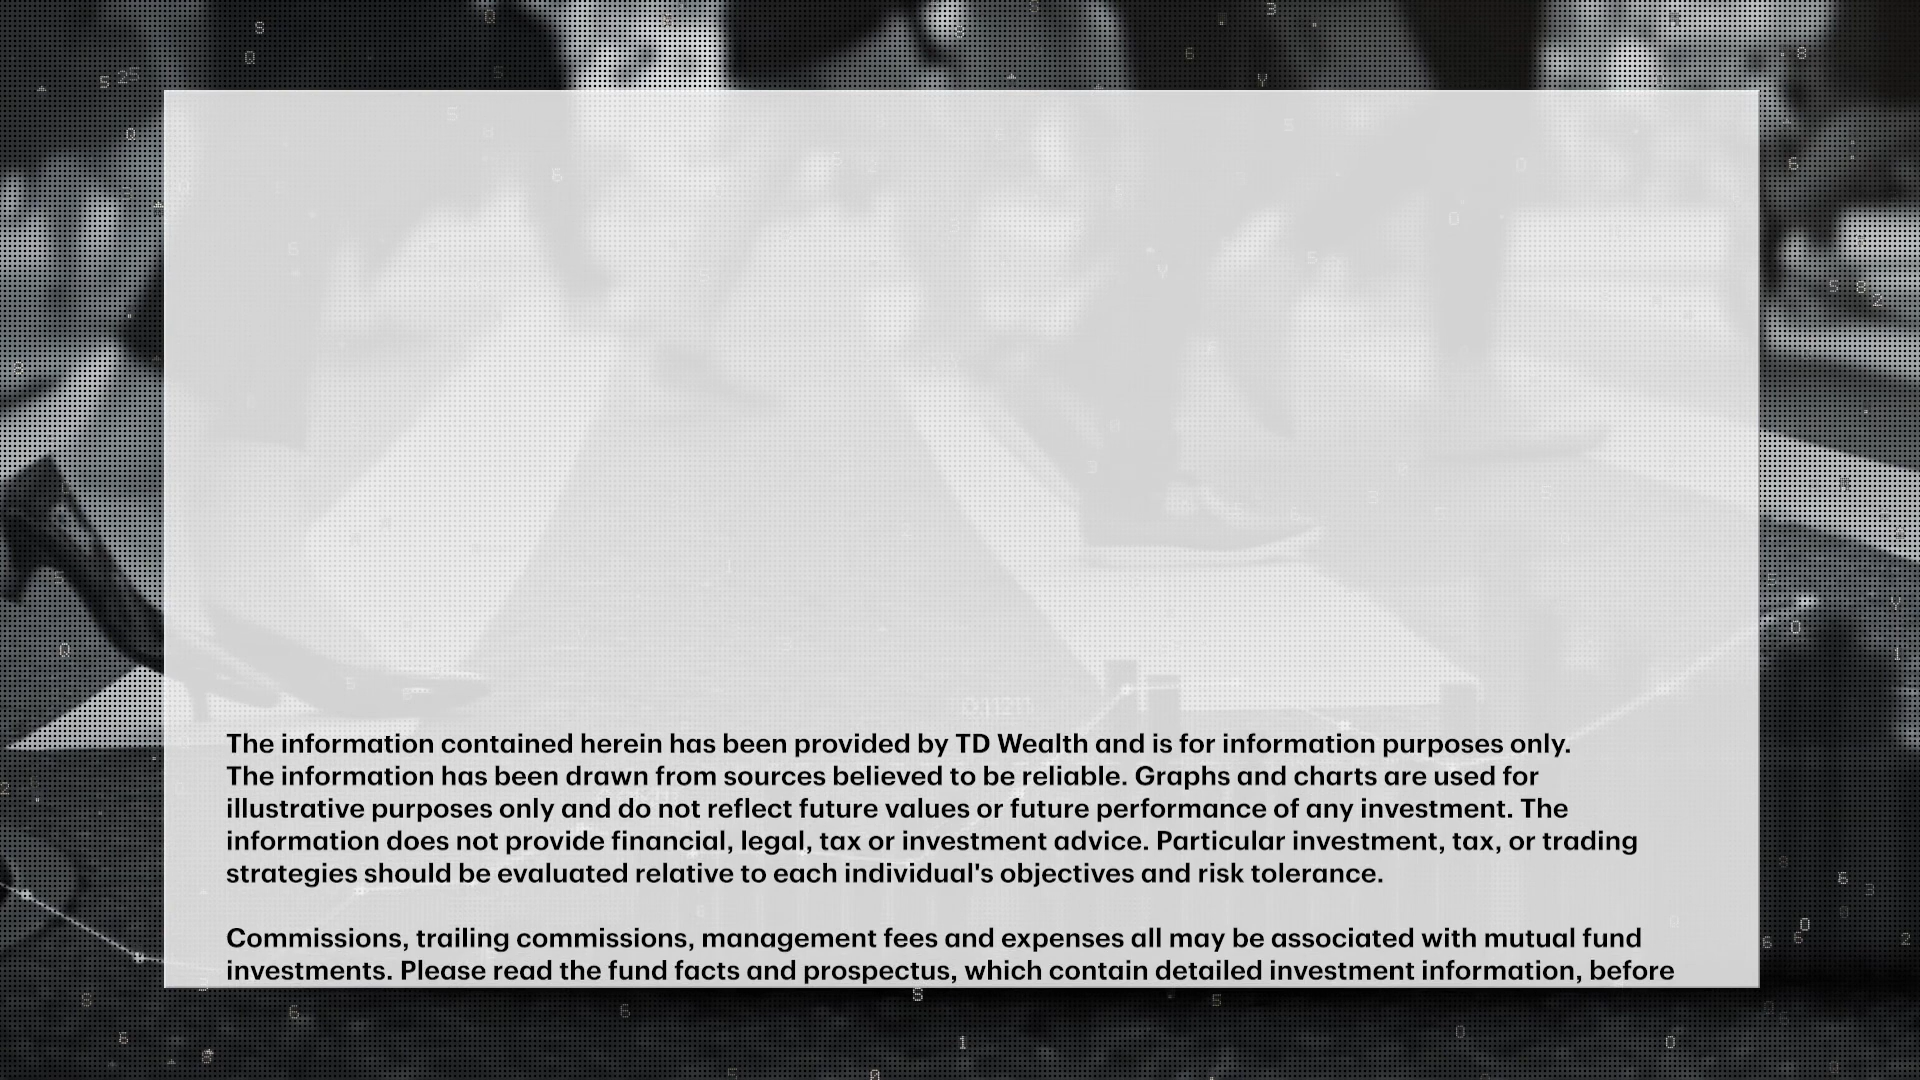 The information contained herein has been provided by TD Wealth and is for information purposes only.
The information has been drawn from sources believed to be reliable. Graphs and charts are used for
illustrative purposes only and do not reflect future values or future performance of any investment. The
information does not provide financial, legal, tax or investment advice. Particular investment, tax, or trading
strategies should be evaluated relative to each individual's objectives and risk tolerance.
Commissions, trailing commissions, management fees and expenses all may be associated with mutual fund
investments. Please read the fund facts and prospectus, which contain detailed investment information, before